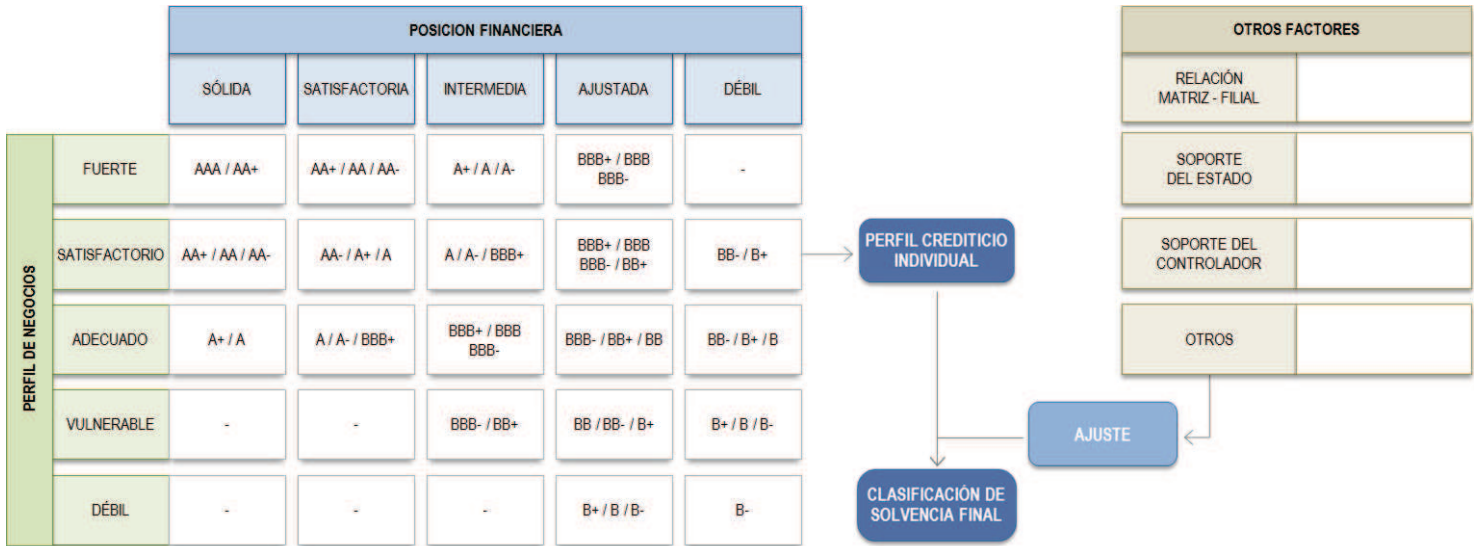 POSICION FINANCIERA
SÓLIDA
SATISFACTORIA
INTERMEDIA
AJUSTADA
DÉBIL
PERFIL DE NEGOCIOS
FUERTE
AAA / AA+
AA+ / AA / AA-
A+ / A / A-
BBB+ / BBB
BBB-
-
SATISFACTORIO
AA+ / AA / AA-
AA- / A+ / A
A / A- / BBB+
BBB+ / BBB
BBB- / BB+
BB- / B+
ADECUADO
A+ / A
A / A- / BBB+
BBB+ / BBB
BBB-
BBB- / BB+ / BB
BB- / B+ / B
VULNERABLE
-
-
BBB- / BB+
BB / BB- / B+
B+ / B / B-
DÉBIL
-
-
-
B+ / B / B-
B-
PERFIL CREDITICIO
INDIVIDUAL
OTROS FACTORES
RELACIÓN
MATRIZ - FILIAL
SOPORTE
DEL ESTADO
SOPORTE DEL
CONTROLADOR
OTROS
AJUSTE
CLASIFICACIÓN DE
SOLVENCIA FINAL